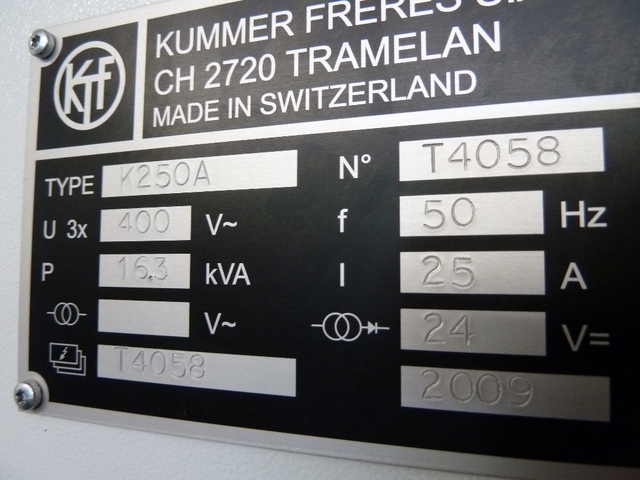 KTf
KUMMER FRERES S.
CH 2720 TRAMELAN
MADE IN SWITZERLAND
TYPE K250A N° T4058
U 3x 400 V~ f 50 Hz
P 16.3 kVA I 25 A
V~ 24 V=
T4058 2009